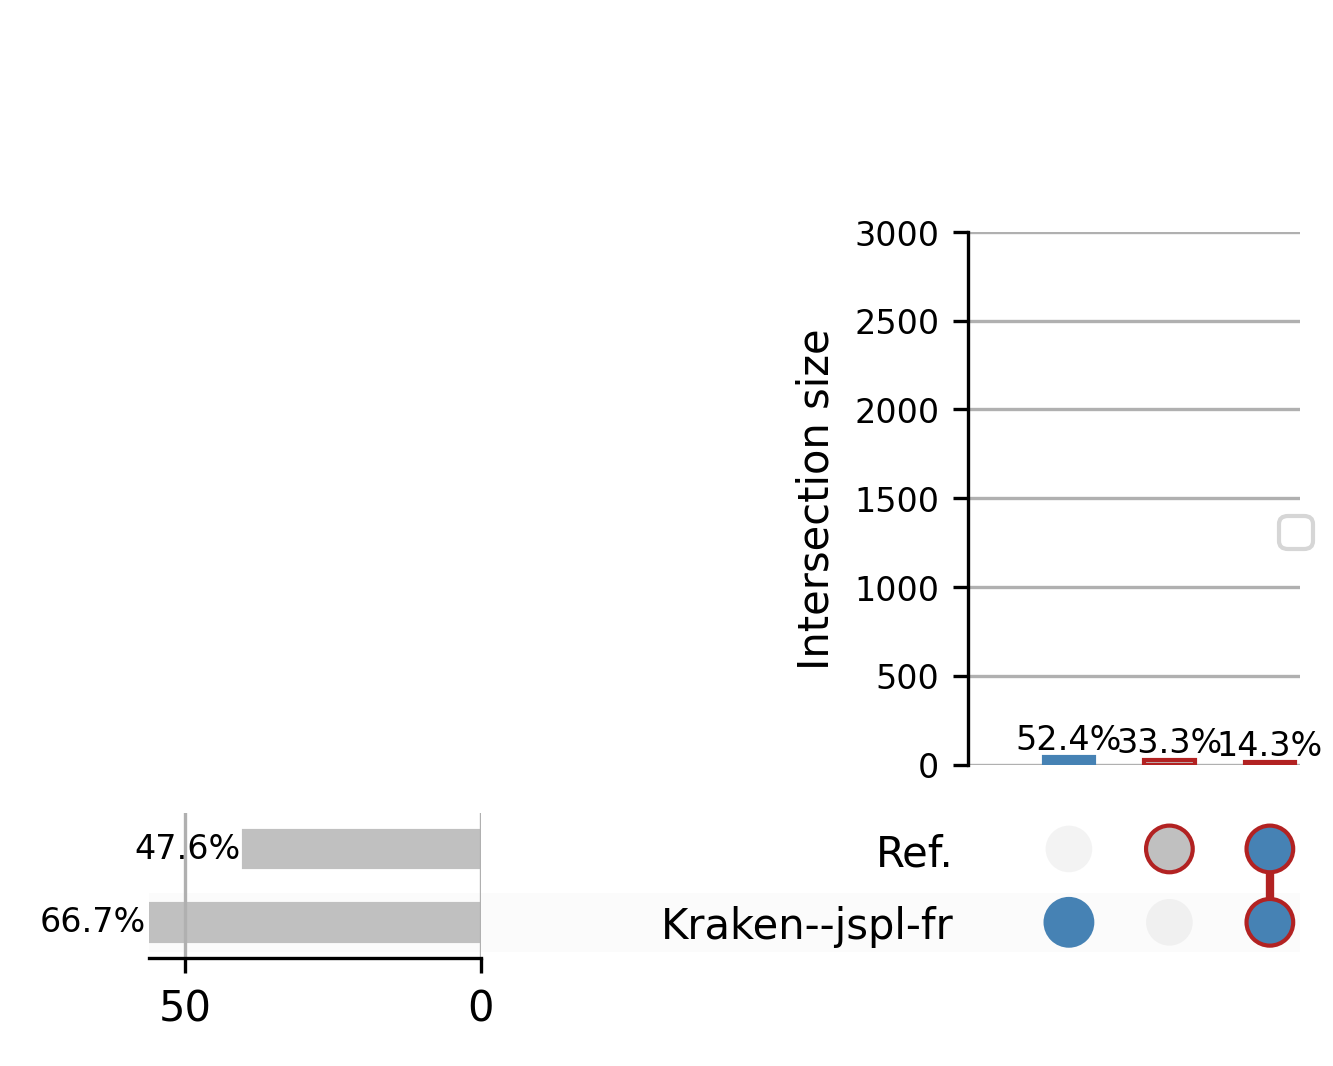 3000
2500
2000
1500
1000
500
0
Intersection size
52.4% 33.3% 14.3%
47.6%
Ref.
66.7%
Kraken--jspl-fr
50 0